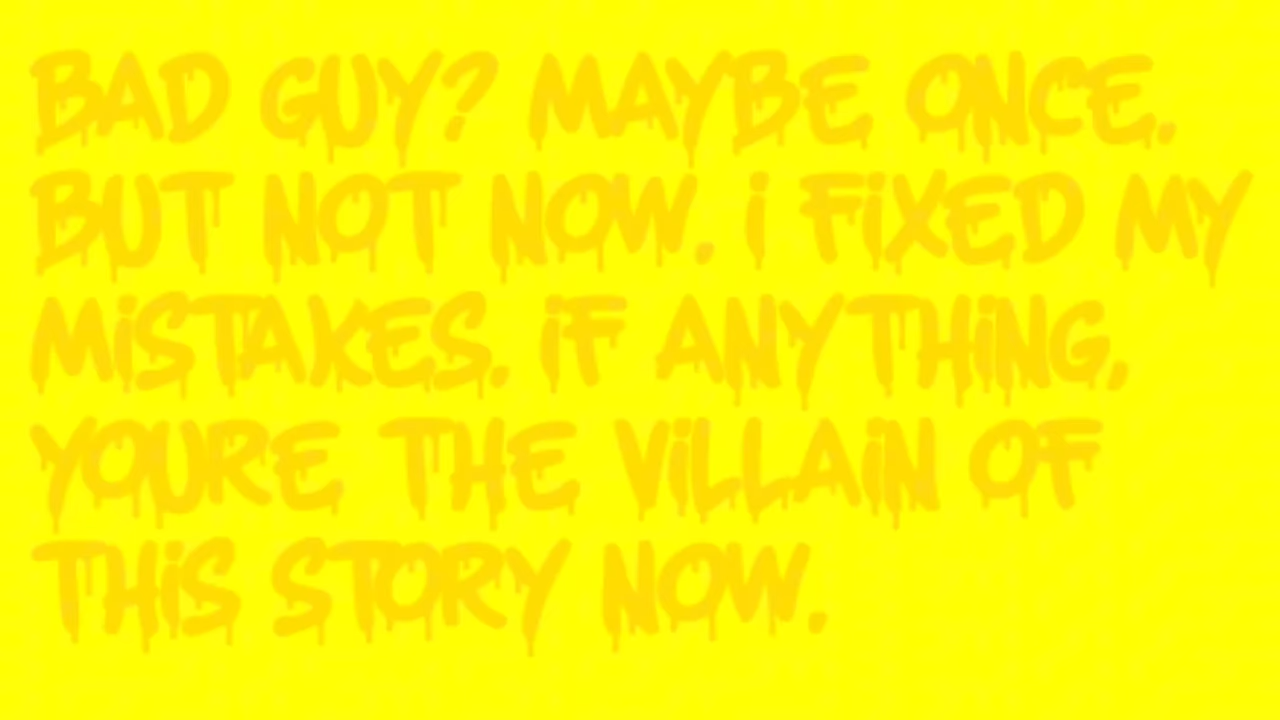 BAD GUY? MAYBE ONCE.
BUT NOT NOW. i FiXED MY
MiSTAKES. iF ANYTHiNG,
YOURE THE ViLLAiN OF
THiS STORY NOW.